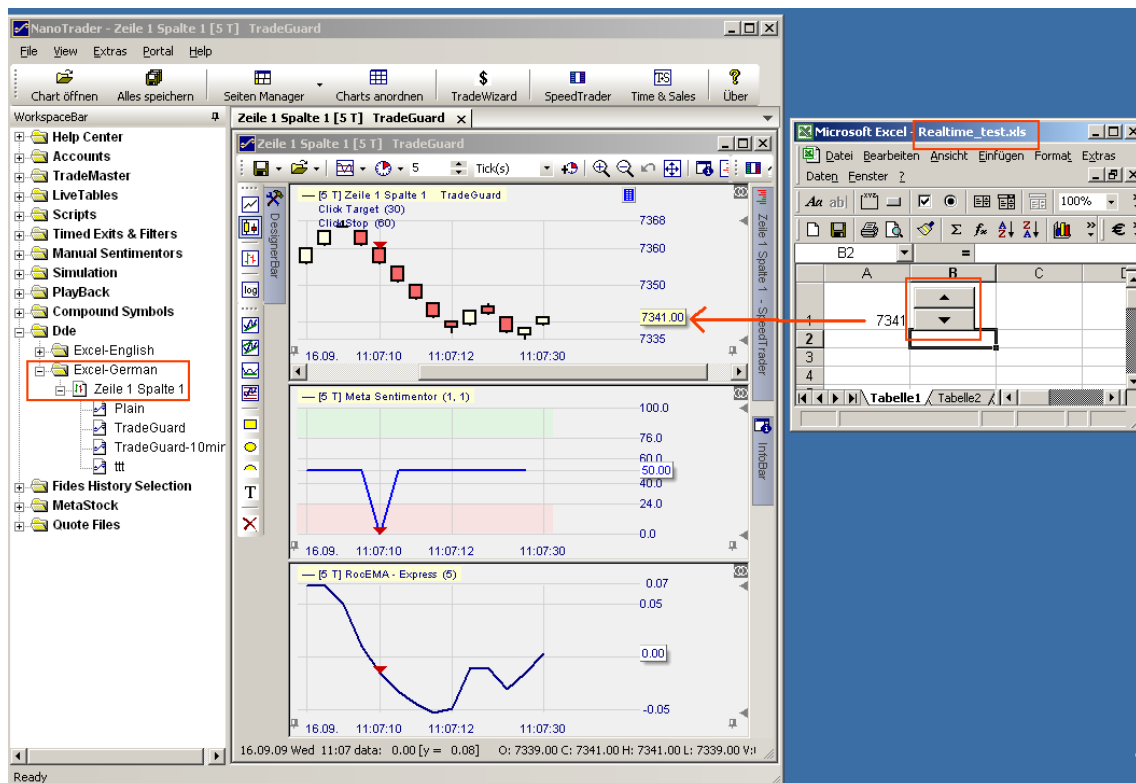 NanoTrader - Zeile 1 Spalte 1 [5 T] TradeGuard
File View Extras Portal Help
Chart öffnen Alles speichern Seiten Manager Charts anordnen TradeWizard SpeedTrader Time & Sales Über
WorkspaceBar
Help Center
Accounts
TradeMaster
LiveTables
Scripts
Timed Exits & Filters
Manual Sentimentors
Simulation
PlayBack
Compound Symbols
Dde
Excel-English
Excel-German
Zeile 1 Spalte 1
Plain
TradeGuard
TradeGuard-10min
ttt
Fides History Selection
MetaStock
Quote Files
Zeile 1 Spalte 1 [5 T] TradeGuard x
Zeile 1 Spalte 1 [5 T] TradeGuard
5 Tick(s)
DesignerBar
log
T
[5 T] Zeile 1 Spalte 1 TradeGuard
Click Target (30)
Click Stop (60)
7368
7360
7350
7341.00
7335
16.09. 11:07:10 11:07:12 11:07:30
[5 T] Meta Sentimentor (1, 1)
100.0
76.0
60.0
50.00
40.0
24.0
0.0
16.09. 11:07:10 11:07:12 11:07:30
[5 T] RocEMA - Express (5)
0.07
0.05
0.00
-0.05
16.09. 11:07:10 11:07:12 11:07:30
Zeile 1 Spalte 1 - SpeedTrader
InfoBar
16.09.09 Wed 11:07 data: 0.00 [y = 0.08] O: 7339.00 C: 7341.00 H: 7341.00 L: 7339.00
Ready
Microsoft Excel - Realtime_test.xls
Datei Bearbeiten Ansicht Einfügen Format Extras
Daten Fenster ?
Aa ab| 100%
B2 =
A B C
1 7341
2
3
4
Tabelle1 Tabelle2